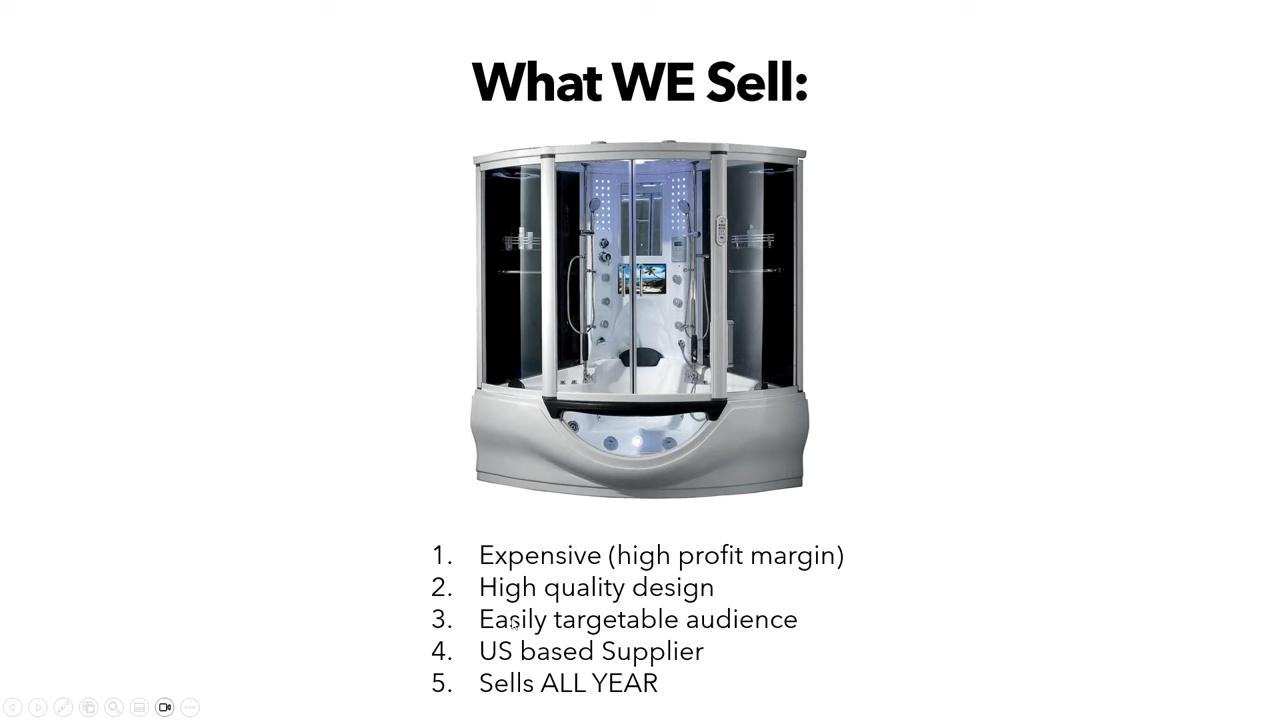 What WE Sell:
1. Expensive (high profit margin)
2. High quality design
3. Easily targetable audience
4. US based Supplier
5. Sells ALL YEAR